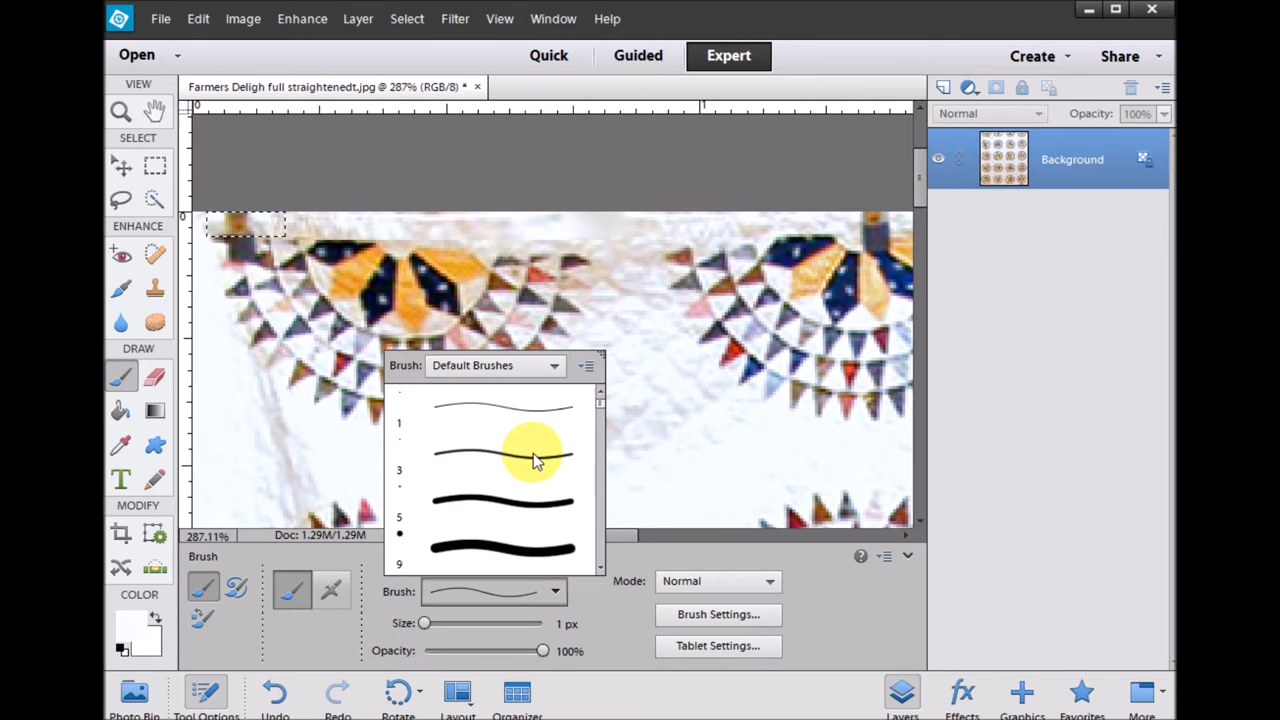 File Edit Image Enhance Layer Select Filter View Window Help
Open Quick Guided Expert Create Share
VIEW
Farmers Deligh full straightenedt.jpg @ 287% (RGB/8) * ×
0 1
Normal Opacity: 100%
SELECT
Background
0
ENHANCE
DRAW
Brush: Default Brushes
1
3
5
9
MODIFY
287.11% Doc: 1.29M/1.29M
Brush
COLOR
Brush:
Size: 1 px
Opacity: 100%
Mode: Normal
Brush Settings...
Tablet Settings...
Photo Bin Tool Options Undo Redo Rotate Layout Organizer Layers Effects Graphics Favorites More